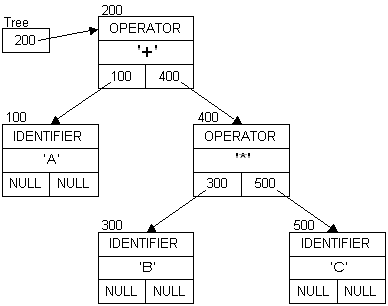 Tree
200
200
OPERATOR
'+'
100 400
100
IDENTIFIER
'A'
NULL NULL
400
OPERATOR
'*'
300 500
300
IDENTIFIER
'B'
NULL NULL
500
IDENTIFIER
'C'
NULL NULL